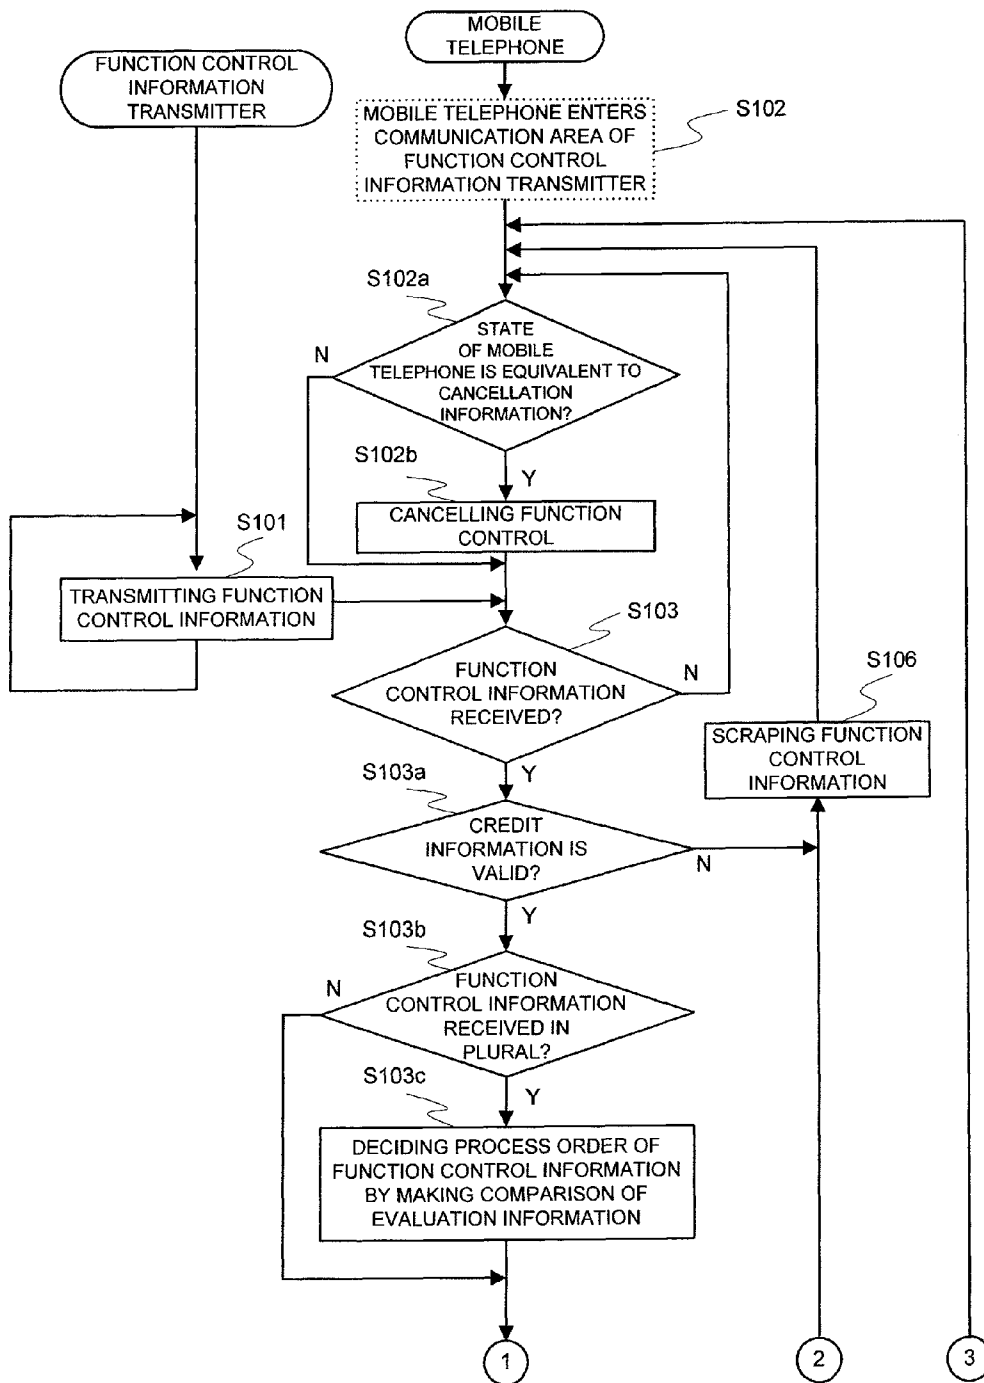 MOBILE
TELEPHONE
FUNCTION CONTROL
INFORMATION
TRANSMITTER
MOBILE TELEPHONE ENTERS
COMMUNICATION AREA OF
FUNCTION CONTROL
INFORMATION TRANSMITTER
S102
S102a
STATE
OF MOBILE
TELEPHONE IS EQUIVALENT TO
CANCELLATION
INFORMATION?
N
Y
S102b
CANCELLING FUNCTION
CONTROL
S101
TRANSMITTING FUNCTION
CONTROL INFORMATION
S103
FUNCTION
CONTROL INFORMATION
RECEIVED?
N
Y
S106
SCRAPING FUNCTION
CONTROL
INFORMATION
S103a
CREDIT
INFORMATION IS
VALID?
N
Y
S103b
FUNCTION
CONTROL INFORMATION
RECEIVED IN
PLURAL?
N
Y
S103c
DECIDING PROCESS ORDER OF
FUNCTION CONTROL INFORMATION
BY MAKING COMPARISON OF
EVALUATION INFORMATION
1
2
3